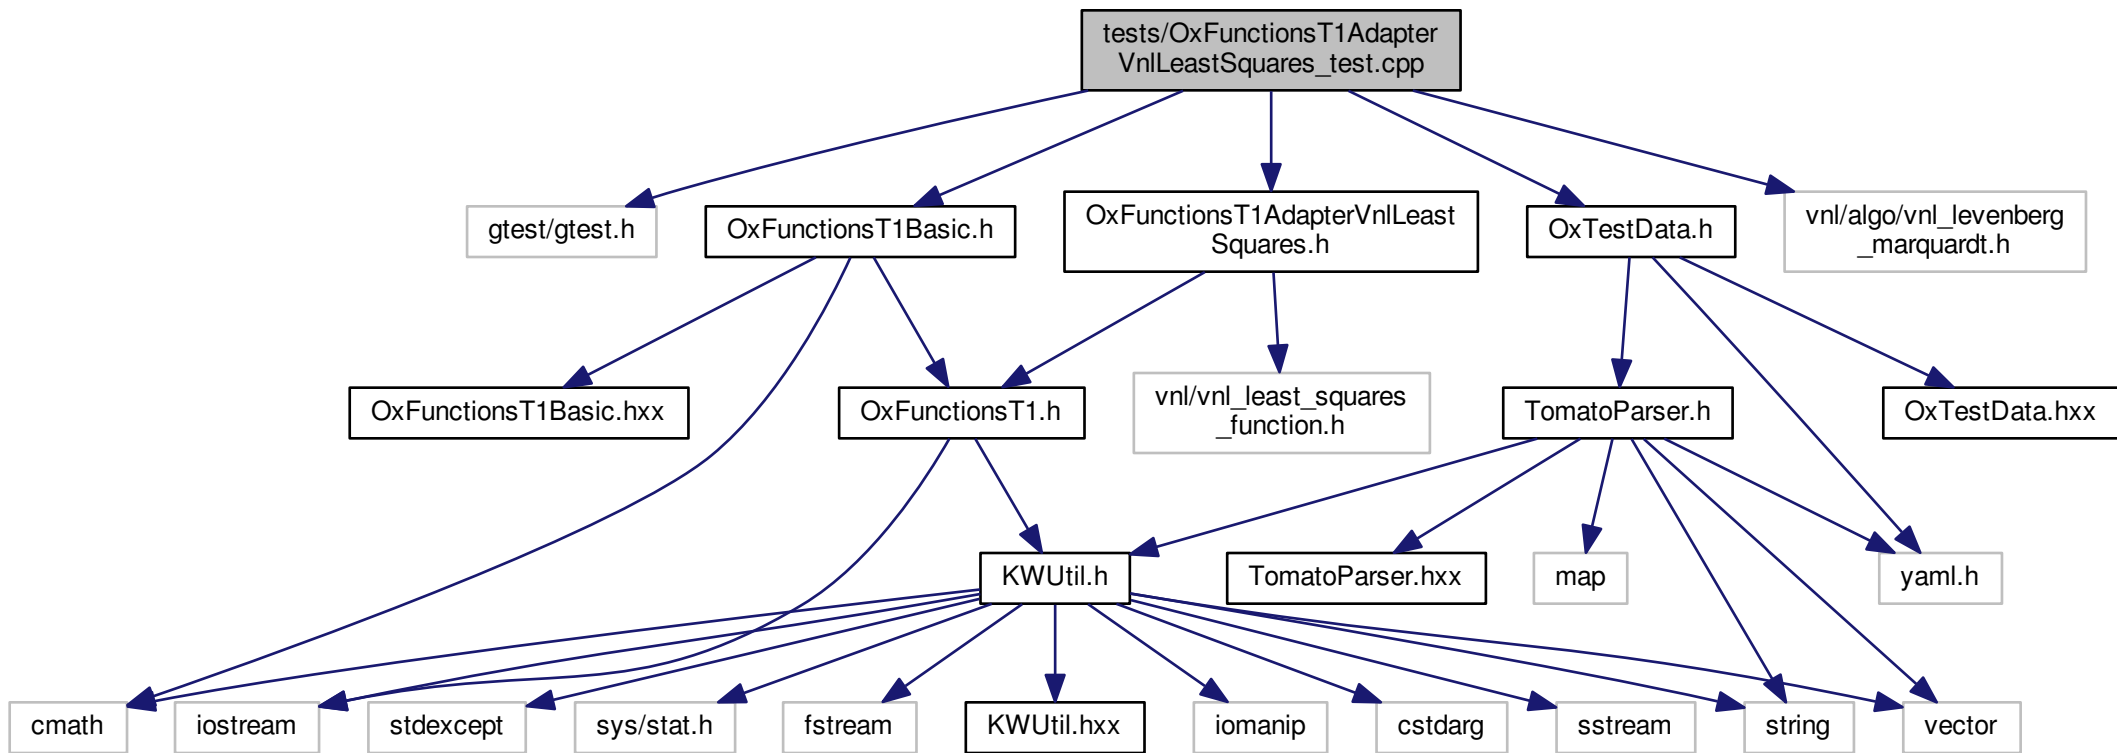 tests/OxFunctionsT1Adapter
VnlLeastSquares_test.cpp
gtest/gtest.h
OxFunctionsT1Basic.h
OxFunctionsT1AdapterVnlLeast
Squares.h
OxTestData.h
vnl/algo/vnl_levenberg
_marquardt.h
OxFunctionsT1Basic.hxx
OxFunctionsT1.h
vnl/vnl_least_squares
_function.h
TomatoParser.h
OxTestData.hxx
KWUtil.h
TomatoParser.hxx
map
yaml.h
cmath
iostream
stdexcept
sys/stat.h
fstream
KWUtil.hxx
iomanip
cstdarg
sstream
string
vector